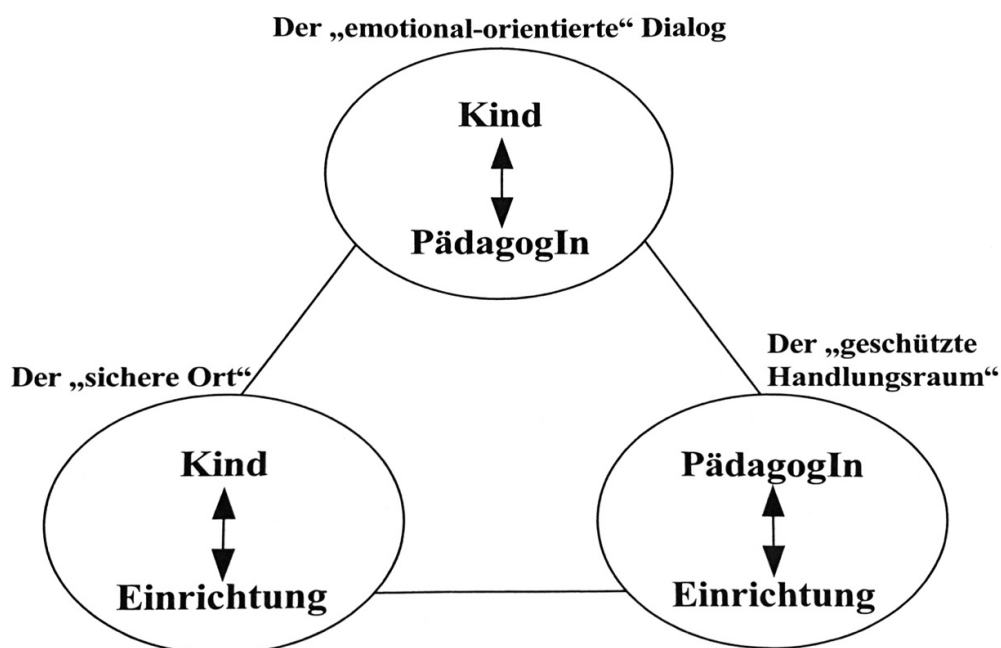 Der „emotional-orientierte“ Dialog
Kind
PädagogIn
Der „geschützte
Handlungsraum“
Der „sichere Ort“
Kind
Einrichtung
PädagogIn
Einrichtung